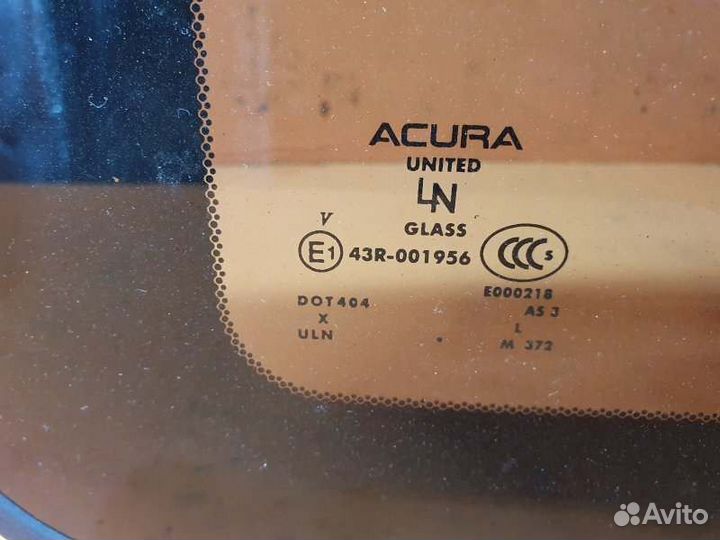 ACURA
UNITED
LN
GLASS
V
E1 43R-001956 CCC S
E000218
DOT404 AS 3
X L
ULN M 372
Avito